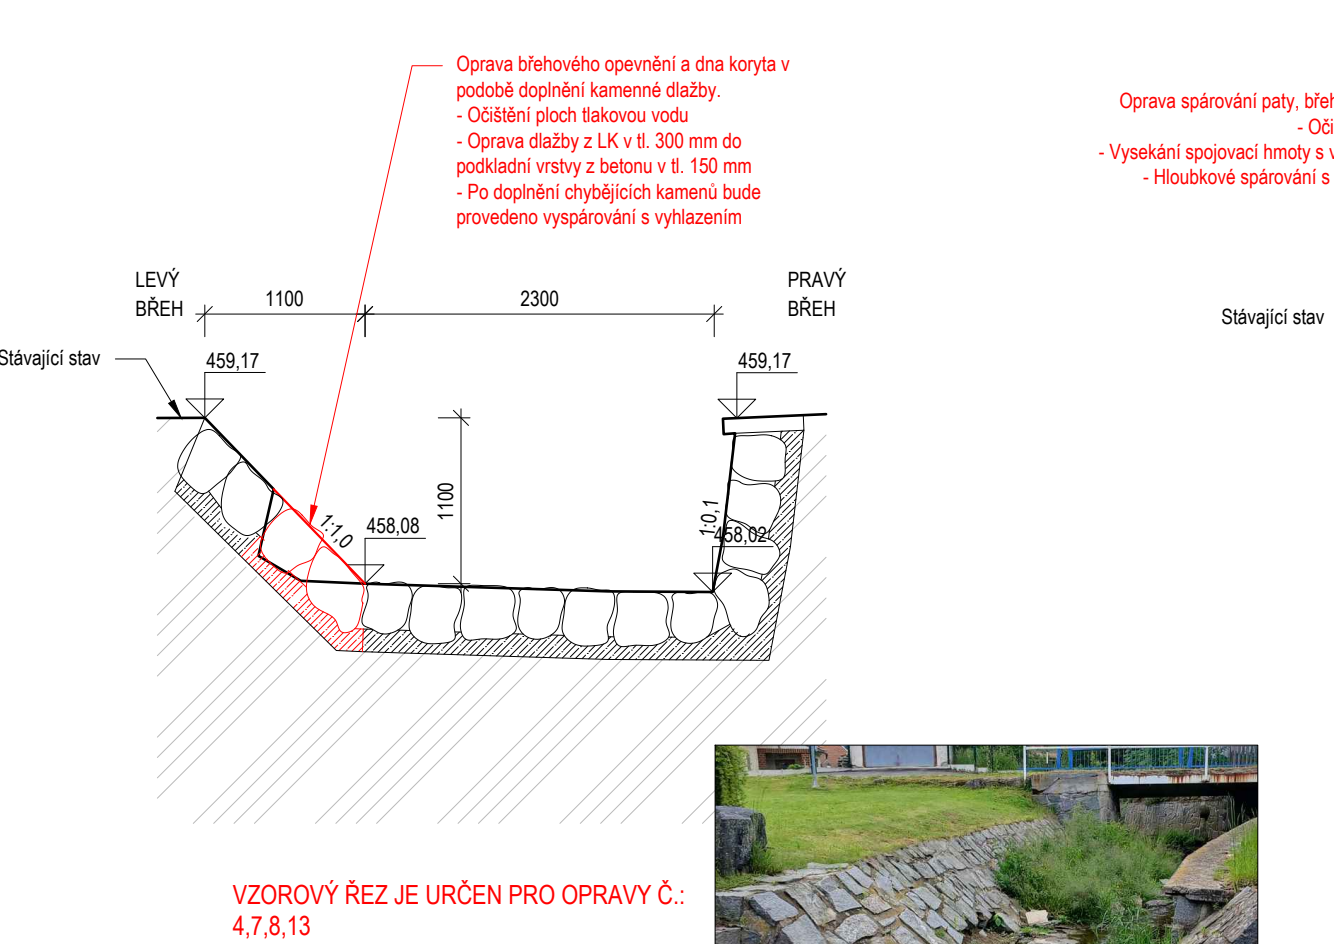 Oprava břehového opevnění a dna koryta v
podobě doplnění kamenné dlažby.
- Očištění ploch tlakovou vodu
- Oprava dlažby z LK v tl. 300 mm do
podkladní vrstvy z betonu v tl. 150 mm
- Po doplnění chybějících kamenů bude
provedeno vyspárování s vyhlazením
Oprava spárování paty, břeh
- Oči
- Vysekání spojovací hmoty s v
- Hloubkové spárování s
LEVÝ
BŘEH
1100
2300
PRAVÝ
BŘEH
Stávající stav
Stávající stav
459,17
459,17
1100
1:1,0
458,08
1:0,1
458,02
VZOROVÝ ŘEZ JE URČEN PRO OPRAVY Č.:
4,7,8,13